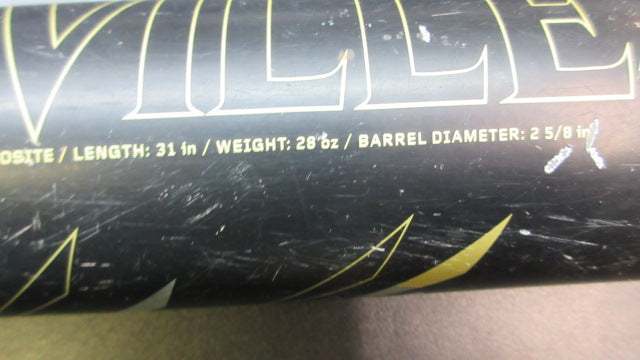 VILLE
OSITE / LENGTH: 31 in / WEIGHT: 28 oz / BARREL DIAMETER: 2 5/8 in